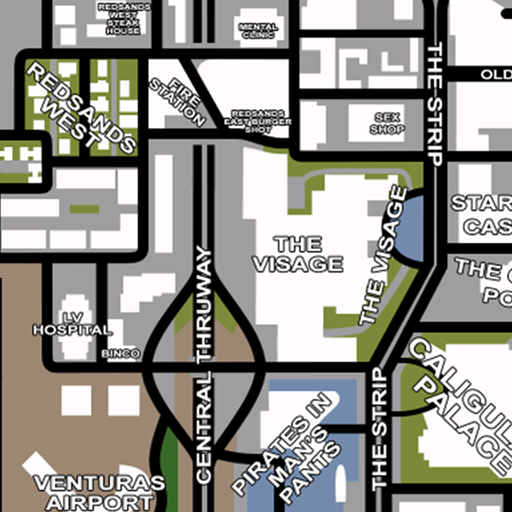 REDSANDS
WEST
STEAK
HOUSE
MENTAL
CLINIC
THE STRIP
OLD
REDSANDS
WEST
FIRE
STATION
REDSANDS
EAST BURGER
SHOT
SEX
SHOP
THE VISAGE
STAR
CAS
THE
VISAGE
THE
PO
CENTRAL THRUWAY
LV
HOSPITAL
BINCO
CALIGUL
PALACE
THE STRIP
PIRATES IN
MAN'S
PANTS
VENTURAS
AIRPORT